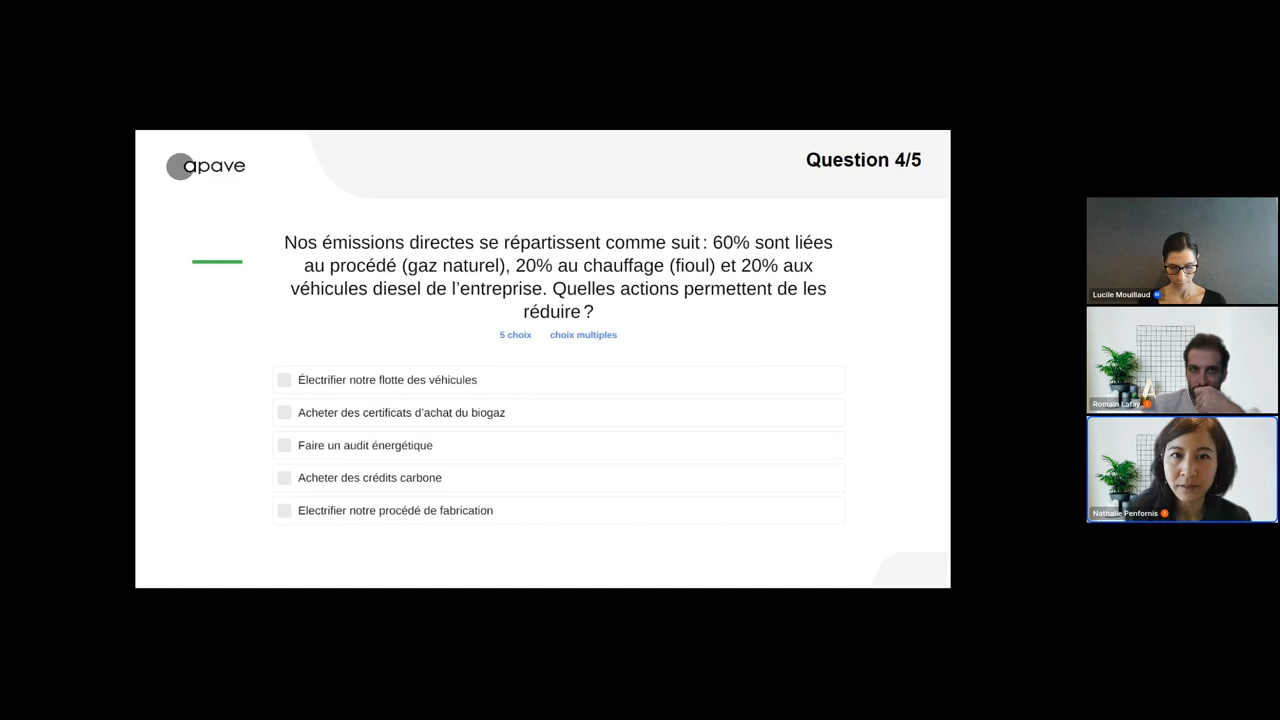 apave
Question 4/5
Nos émissions directes se répartissent comme suit : 60% sont liées
au procédé (gaz naturel), 20% au chauffage (fioul) et 20% aux
véhicules diesel de l’entreprise. Quelles actions permettent de les
réduire ?
5 choix choix multiples
Électrifier notre flotte des véhicules
Acheter des certificats d’achat du biogaz
Faire un audit énergétique
Acheter des crédits carbone
Electrifier notre procédé de fabrication
Lucile Mouillaud
M
Romain Lafay
Nathalie Penfornis